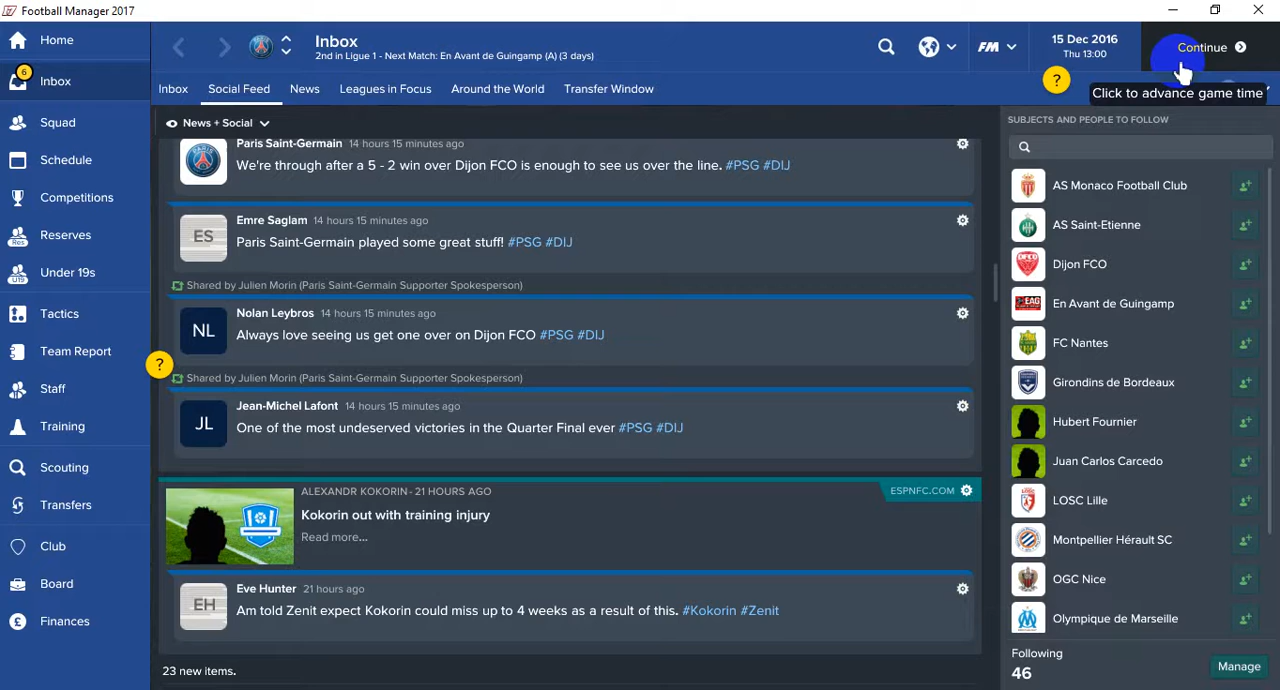 Football Manager 2017
Home
6
Inbox
Squad
Schedule
Competitions
Res
Reserves
U19
Under 19s
Tactics
Team Report
Staff
Training
Scouting
Transfers
Club
Board
£
Finances
Inbox
2nd in Ligue 1 - Next Match: En Avant de Guingamp (A) (3 days)
FM
15 Dec 2016
Thu 13:00
Continue
?
Click to advance game time
Inbox
Social Feed
News
Leagues in Focus
Around the World
Transfer Window
News + Social
Paris Saint-Germain 14 hours 15 minutes ago
We're through after a 5 - 2 win over Dijon FCO is enough to see us over the line. #PSG #DIJ
ES
Emre Saglam 14 hours 15 minutes ago
Paris Saint-Germain played some great stuff! #PSG #DIJ
Shared by Julien Morin (Paris Saint-Germain Supporter Spokesperson)
NL
Nolan Leybros 14 hours 15 minutes ago
Always love seeing us get one over on Dijon FCO #PSG #DIJ
?
Shared by Julien Morin (Paris Saint-Germain Supporter Spokesperson)
JL
Jean-Michel Lafont 14 hours 15 minutes ago
One of the most undeserved victories in the Quarter Final ever #PSG #DIJ
ALEXANDR KOKORIN - 21 HOURS AGO
ESPNFC.COM
Kokorin out with training injury
Read more...
EH
Eve Hunter 21 hours ago
Am told Zenit expect Kokorin could miss up to 4 weeks as a result of this. #Kokorin #Zenit
23 new items.
SUBJECTS AND PEOPLE TO FOLLOW
AS Monaco Football Club
AS Saint-Etienne
Dijon FCO
En Avant de Guingamp
FC Nantes
Girondins de Bordeaux
Hubert Fournier
Juan Carlos Carcedo
LOSC Lille
Montpellier Hérault SC
OGC Nice
Olympique de Marseille
Following
46
Manage